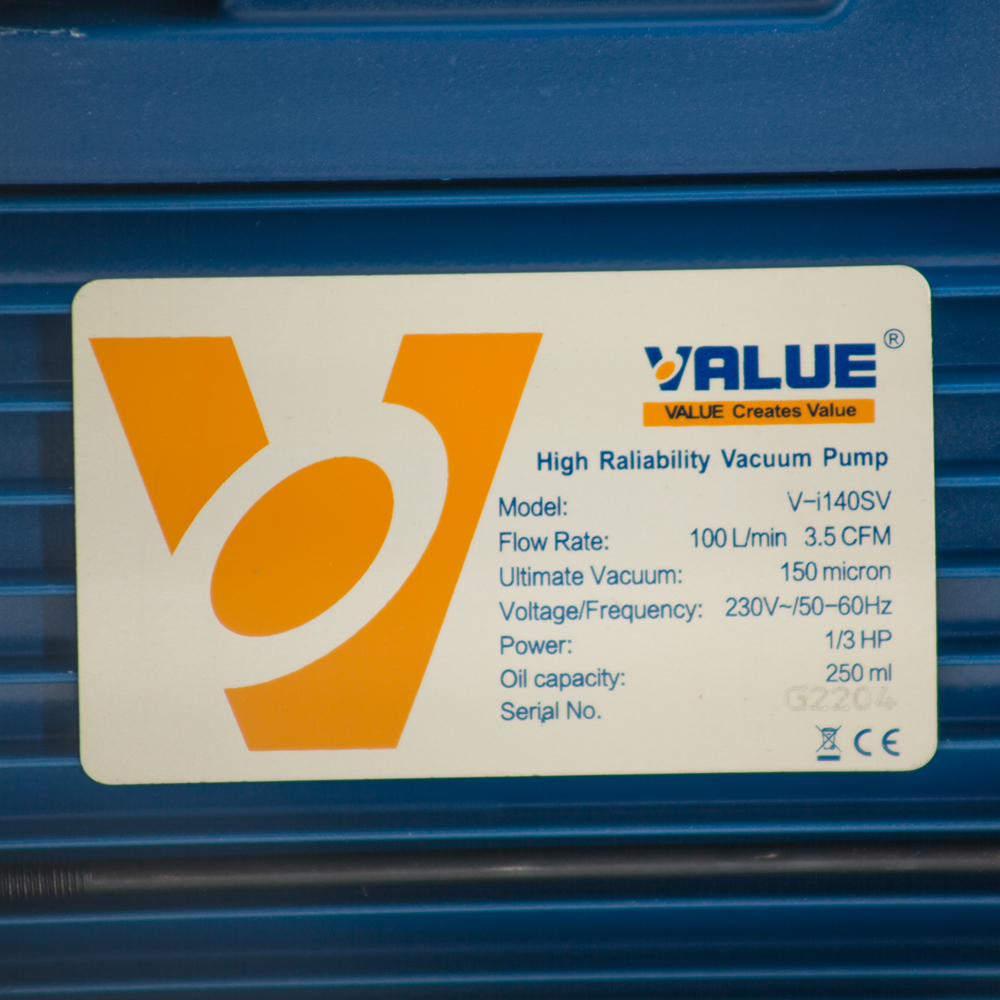 VALUE®
VALUE Creates Value
High Raliability Vacuum Pump
Model: V-i140SV
Flow Rate: 100 L/min 3.5 CFM
Ultimate Vacuum: 150 micron
Voltage/Frequency: 230V~/50-60Hz
Power: 1/3 HP
Oil capacity: 250 ml
Serial No. G2204
CE